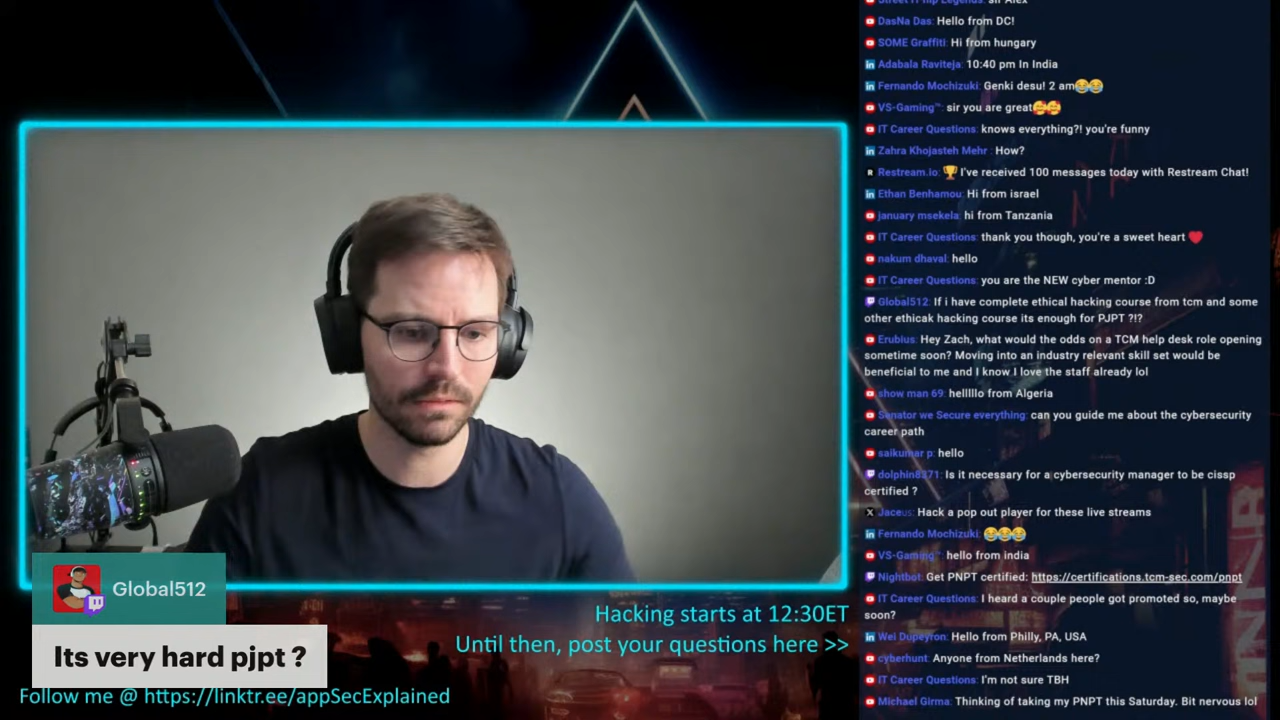 DasNa Das: Hello from DC!
SOME Graffiti: Hi from hungary
Adabala Raviteja: 10:40 pm In India
Fernando Mochizuki: Genki desu! 2 am😂😂
VS-Gaming™: sir you are great🥰🥰
IT Career Questions: knows everything?! you're funny
Zahra Khojasteh Mehr : How?
Restream.io: 🏆I've received 100 messages today with Restream Chat!
Ethan Benhamou: Hi from israel
january msekela: hi from Tanzania
IT Career Questions: thank you though, you're a sweet heart ❤️
nakum dhaval: hello
IT Career Questions: you are the NEW cyber mentor :D
Global512: If i have complete ethical hacking course from tcm and some
other ethicak hacking course its enough for PJPT ?!?
Erubius: Hey Zach, what would the odds on a TCM help desk role opening
sometime soon? Moving into an industry relevant skill set would be
beneficial to me and I know I love the staff already lol
show man 69: helllllo from Algeria
Senator we Secure everything: can you guide me about the cybersecurity
career path
saikumar p: hello
dolphin8271: Is it necessary for a cybersecurity manager to be cissp
certified ?
Jaceus: Hack a pop out player for these live streams
Fernando Mochizuki: 😂😂😂
VS-Gaming™: hello from india
Nightbot: Get PNPT certified: https://certifications.tcm-sec.com/pnpt
IT Career Questions: I heard a couple people got promoted so, maybe
soon?
Wei Dupeyron: Hello from Philly, PA, USA
cyberhunt: Anyone from Netherlands here?
IT Career Questions: I'm not sure TBH
Michael Girma: Thinking of taking my PNPT this Saturday. Bit nervous lol
Global512
Its very hard pjpt ?
Hacking starts at 12:30ET
Until then, post your questions here >>
Follow me @ https://linktr.ee/appSecExplained